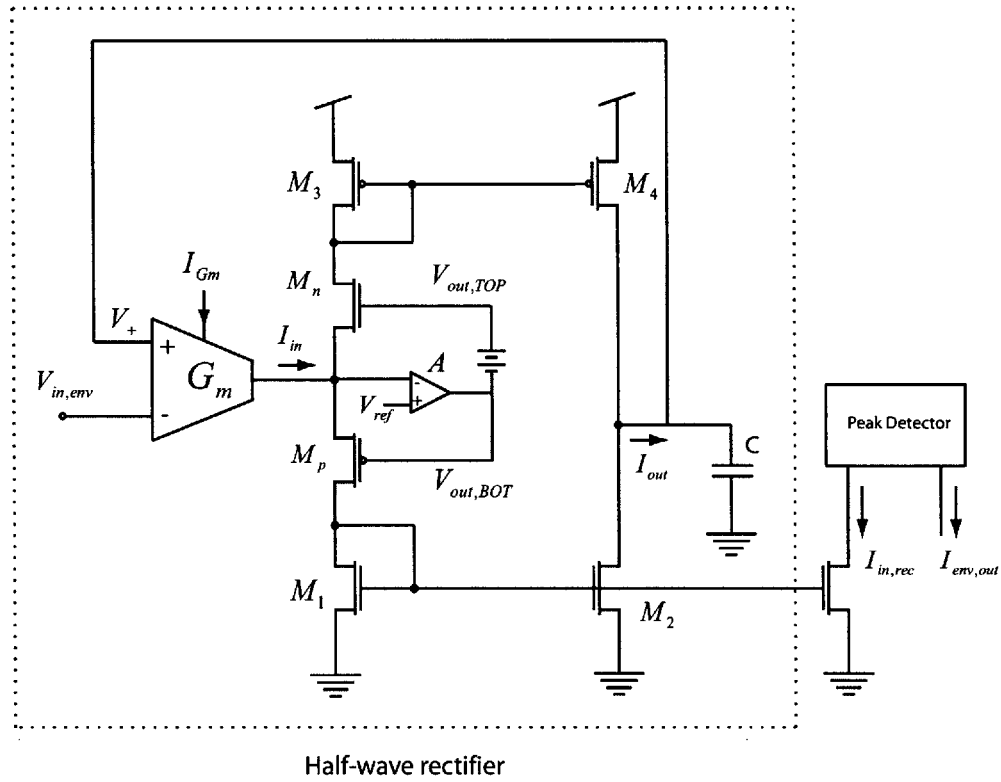 M3
M4
IGm
Mn
Vout,TOP
V+
Iin
A
+
Gm
-
Vin,env
-
Vref
+
Peak Detector
C
Mp
Iout
Vout,BOT
Iin,rec
Ienv,out
M1
M2
Half-wave rectifier